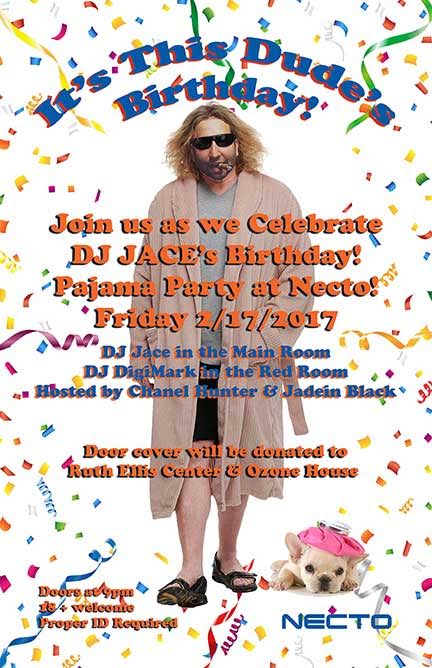 It's This Dude's
Birthday!
Join us as we Celebrate
DJ JACE's Birthday!
Pajama Party at Necto!
Friday 2/17/2017
DJ Jace in the Main Room
DJ DigiMark in the Red Room
Hosted by Chanel Hunter & Jadein Black
Door cover will be donated to
Ruth Ellis Center & Ozone House
Doors at 9pm
18 + welcome
Proper ID Required
NECTO